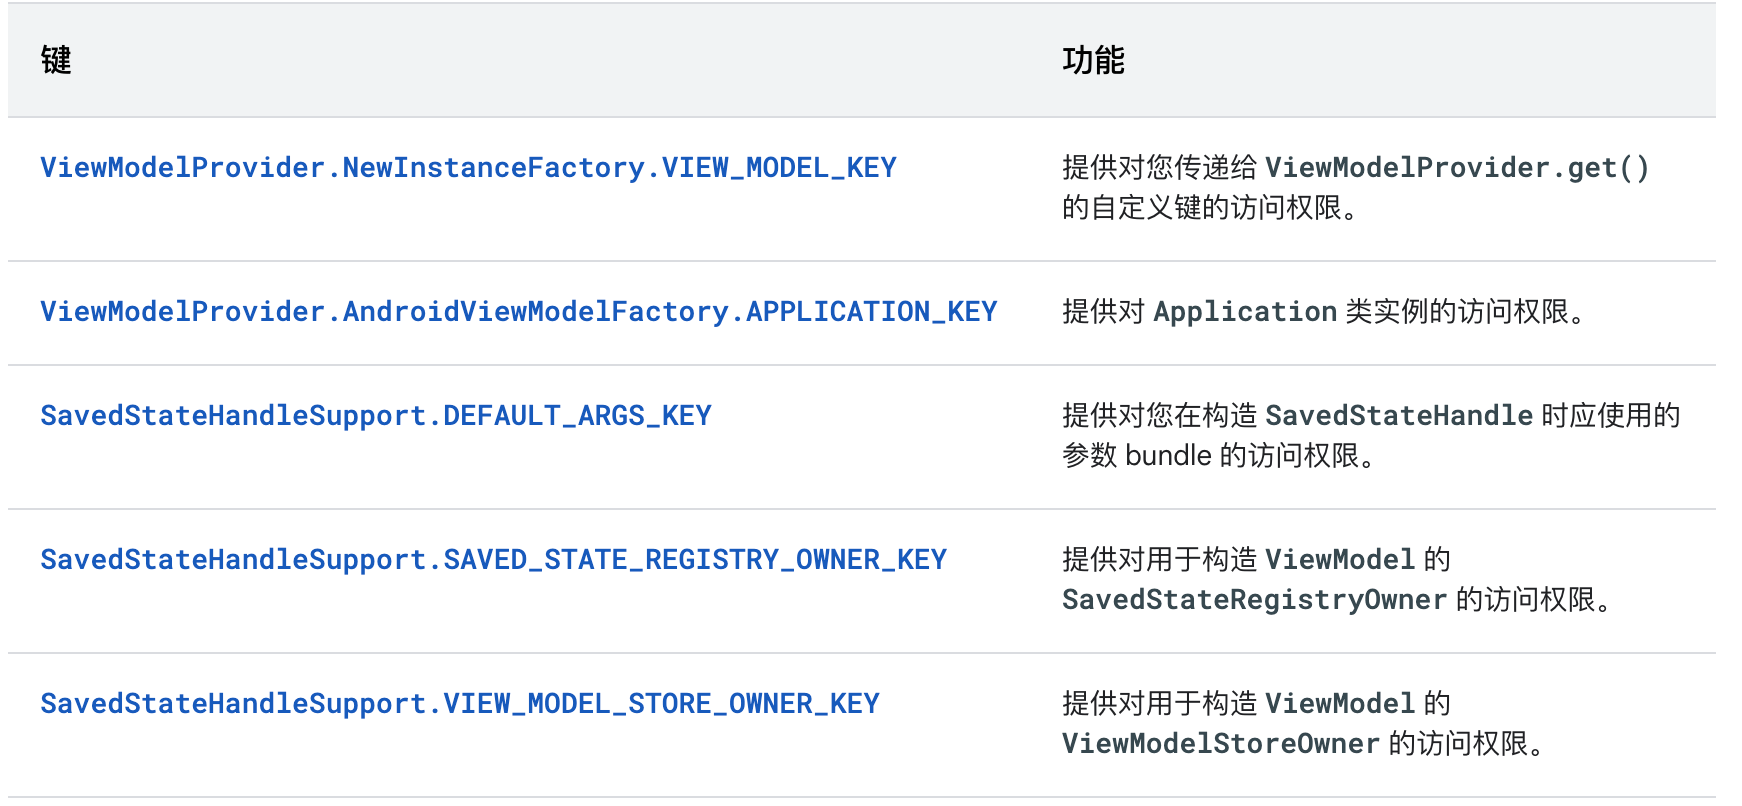 键
功能
ViewModelProvider.NewInstanceFactory.VIEW_MODEL_KEY
提供对您传递给 ViewModelProvider.get()
的自定义键的访问权限。
ViewModelProvider.AndroidViewModelFactory.APPLICATION_KEY
提供对 Application 类实例的访问权限。
SavedStateHandleSupport.DEFAULT_ARGS_KEY
提供对您在构造 SavedStateHandle 时应使用的
参数 bundle 的访问权限。
SavedStateHandleSupport.SAVED_STATE_REGISTRY_OWNER_KEY
提供对用于构造 ViewModel 的
SavedStateRegistryOwner 的访问权限。
SavedStateHandleSupport.VIEW_MODEL_STORE_OWNER_KEY
提供对用于构造 ViewModel 的
ViewModelStoreOwner 的访问权限。